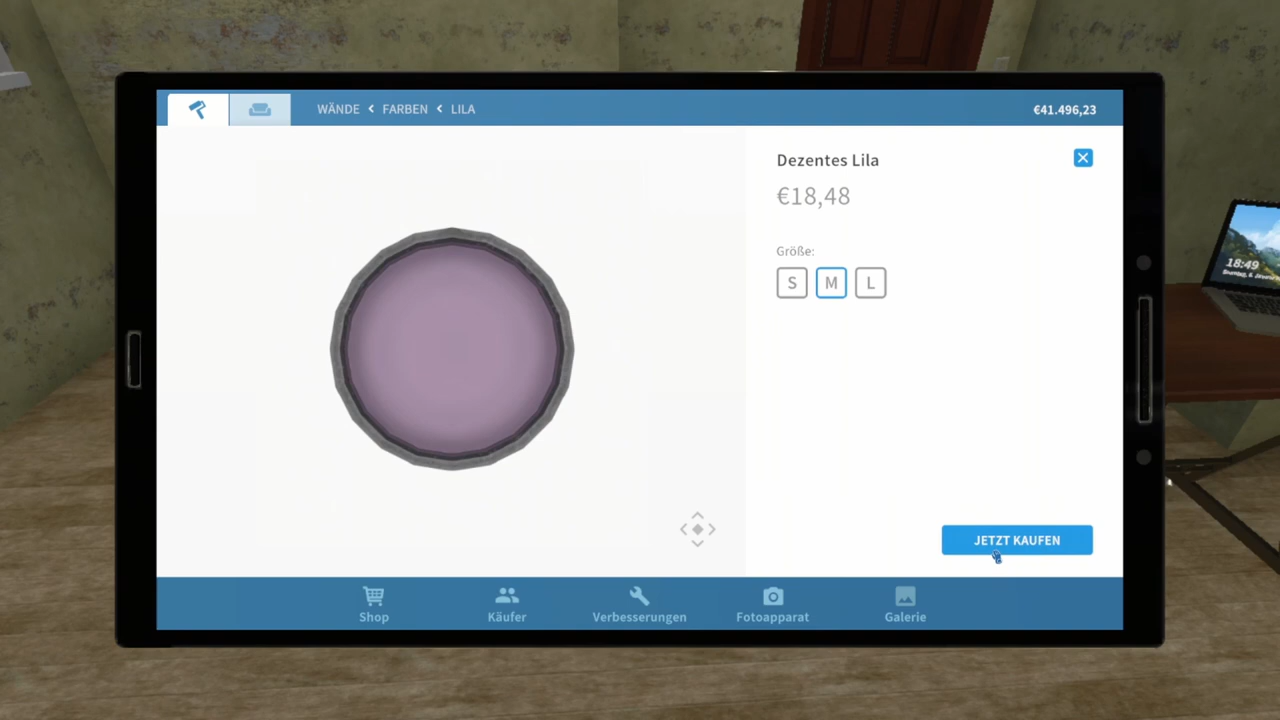 WÄNDE < FARBEN < LILA
€41.496,23
Dezentes Lila
€18,48
Größe:
S M L
JETZT KAUFEN
Shop
Käufer
Verbesserungen
Fotoapparat
Galerie
18:49